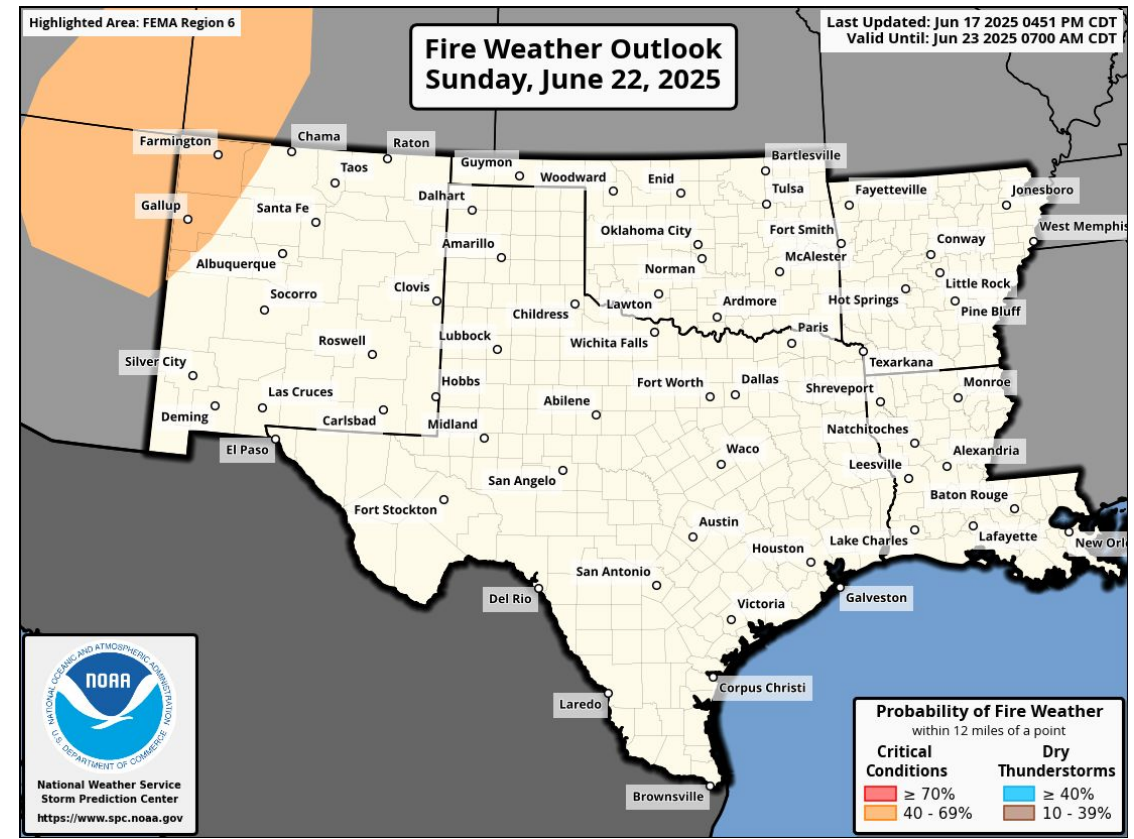 Highlighted Area: FEMA Region 6
Fire Weather Outlook
Sunday, June 22, 2025
Last Updated: Jun 17 2025 0451 PM CDT
Valid Until: Jun 23 2025 0700 AM CDT
Farmington
Chama
Raton
Taos
Gallup
Santa Fe
Albuquerque
Socorro
Clovis
Roswell
Silver City
Las Cruces
Deming
Carlsbad
Hobbs
Guymon
Woodward
Enid
Bartlesville
Tulsa
Oklahoma City
Norman
McAlester
Lawton
Ardmore
Fayetteville
Jonesboro
West Memphis
Fort Smith
Conway
Little Rock
Hot Springs
Pine Bluff
Texarkana
Dalhart
Amarillo
Childress
Lubbock
Wichita Falls
Paris
Fort Worth
Dallas
Abilene
Midland
El Paso
San Angelo
Waco
Fort Stockton
Austin
Houston
San Antonio
Del Rio
Victoria
Galveston
Laredo
Corpus Christi
Brownsville
Shreveport
Monroe
Natchitoches
Alexandria
Leesville
Baton Rouge
Lake Charles
Lafayette
New Orl
NATIONAL OCEANIC AND ATMOSPHERIC ADMINISTRATION
NOAA
U.S. DEPARTMENT OF COMMERCE
National Weather Service
Storm Prediction Center
https://www.spc.noaa.gov
Probability of Fire Weather
within 12 miles of a point
Critical Conditions
≥ 70%
40 - 69%
Dry Thunderstorms
≥ 40%
10 - 39%